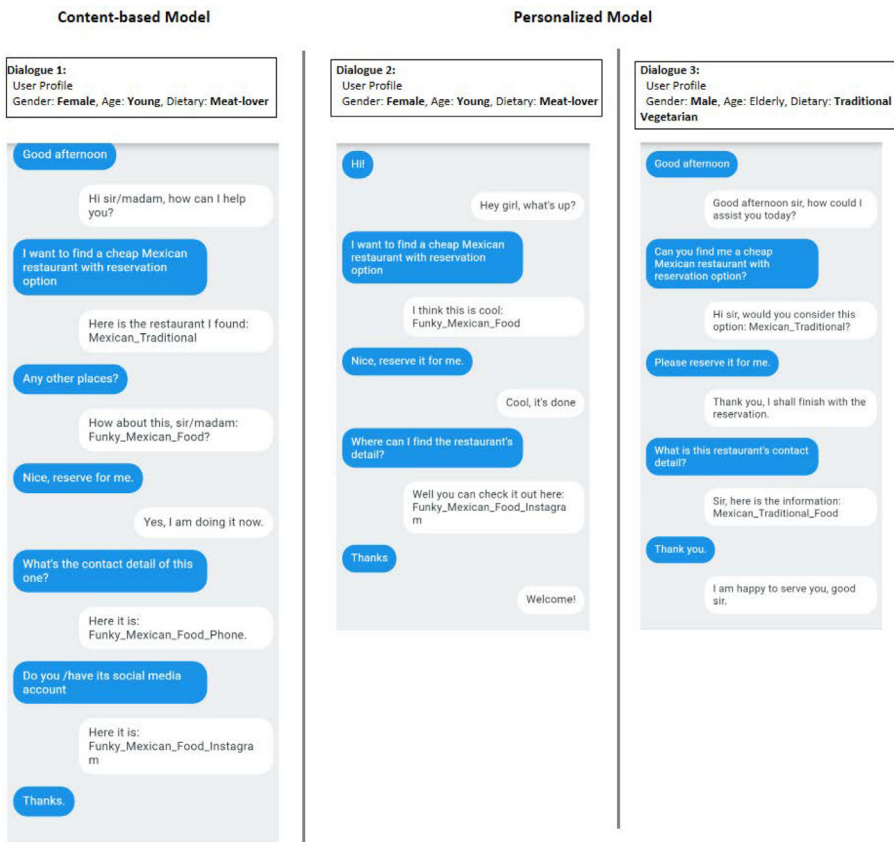 Content-based Model
Personalized Model
Dialogue 1:
User Profile
Gender: Female, Age: Young, Dietary: Meat-lover
Good afternoon
Hi sir/madam, how can I help
you?
I want to find a cheap Mexican
restaurant with reservation
option
Here is the restaurant I found:
Mexican_Traditional
Any other places?
How about this, sir/madam:
Funky_Mexican_Food?
Nice, reserve for me.
Yes, I am doing it now.
What's the contact detail of this
one?
Here it is:
Funky_Mexican_Food_Phone.
Do you /have its social media
account
Here it is:
Funky_Mexican_Food_Instagra
m
Thanks.
Dialogue 2:
User Profile
Gender: Female, Age: Young, Dietary: Meat-lover
Hi!
Hey girl, what's up?
I want to find a cheap Mexican
restaurant with reservation
option
I think this is cool:
Funky_Mexican_Food
Nice, reserve it for me.
Cool, it's done
Where can I find the restaurant's
detail?
Well you can check it out here:
Funky_Mexican_Food_Instagra
m
Thanks
Welcome!
Dialogue 3:
User Profile
Gender: Male, Age: Elderly, Dietary: Traditional
Vegetarian
Good afternoon
Good afternoon sir, how could I
assist you today?
Can you find me a cheap
Mexican restaurant with
reservation option?
Hi sir, would you consider this
option: Mexican_Traditional?
Please reserve it for me.
Thank you, I shall finish with the
reservation.
What is this restaurant's contact
detail?
Sir, here is the information:
Mexican_Traditional_Food
Thank you.
I am happy to serve you, good
sir.